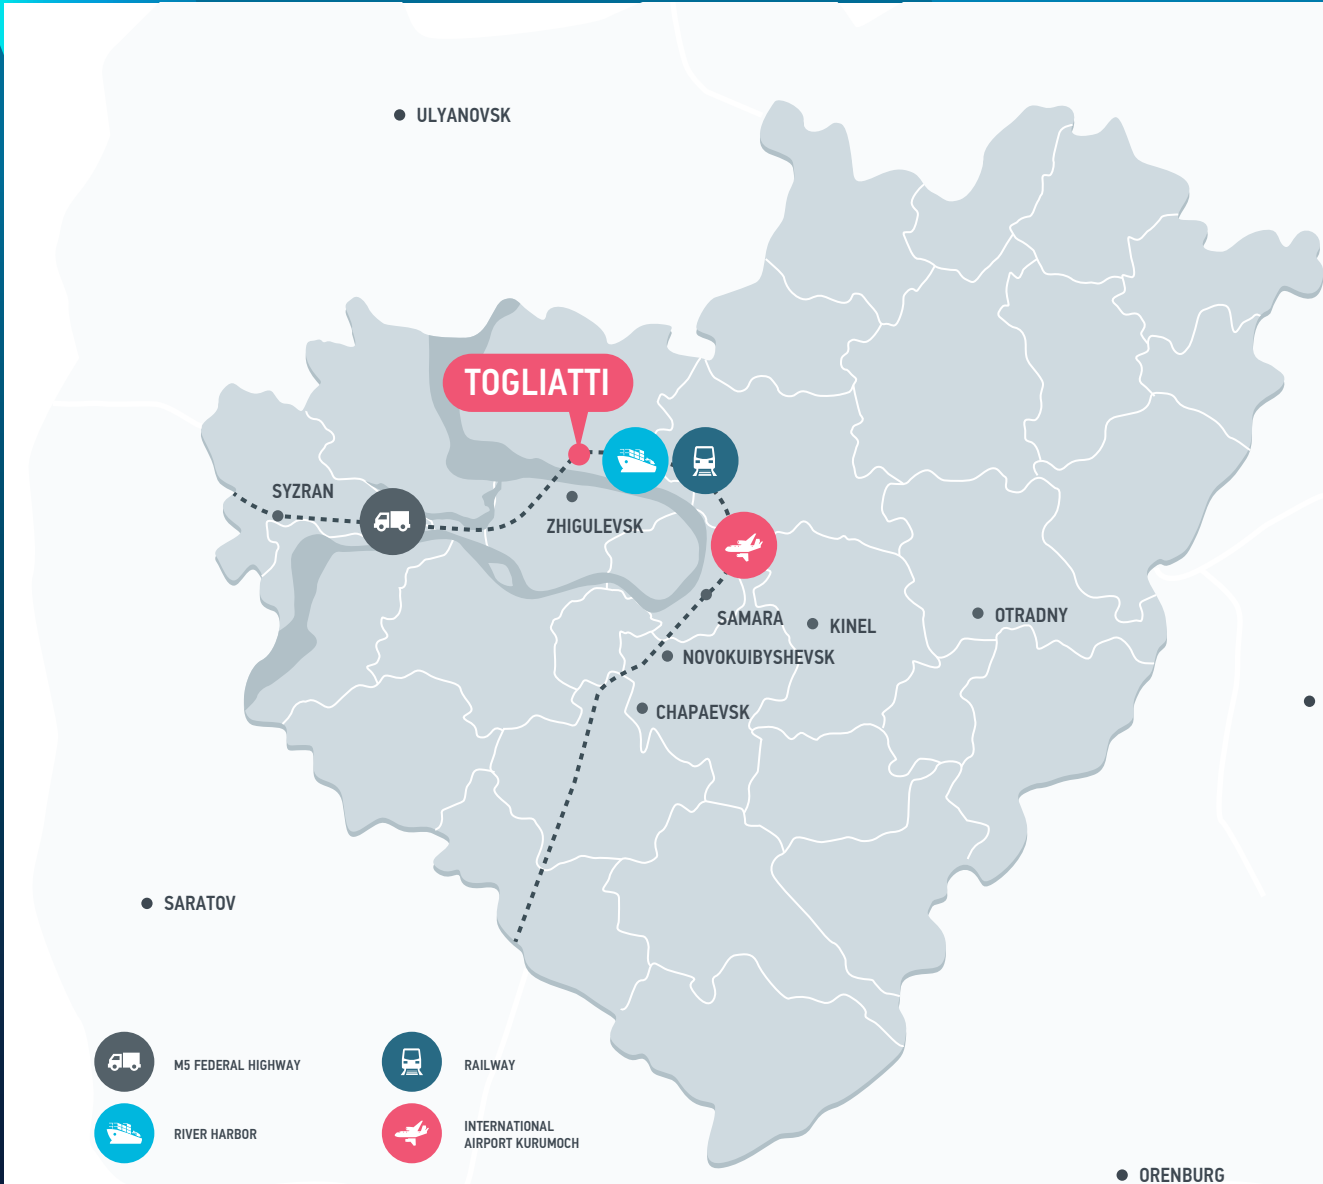 ULYANOVSK
TOGLIATTI
SYZRAN
ZHIGULEVSK
SAMARA
KINEL
OTRADNY
NOVOKUIBYSHEVSK
CHAPAEVSK
SARATOV
M5 FEDERAL HIGHWAY
RAILWAY
RIVER HARBOR
INTERNATIONAL
AIRPORT KURUMOCH
ORENBURG